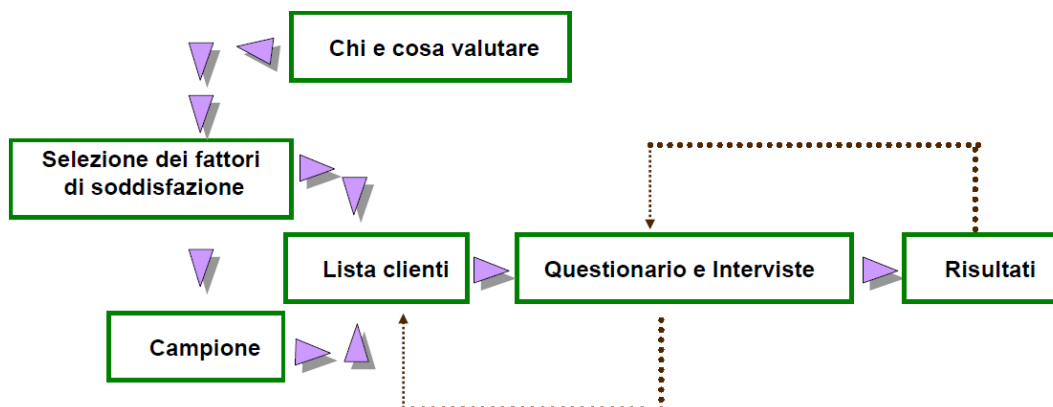 Chi e cosa valutare
Selezione dei fattori
di soddisfazione
Lista clienti
Questionario e Interviste
Risultati
Campione